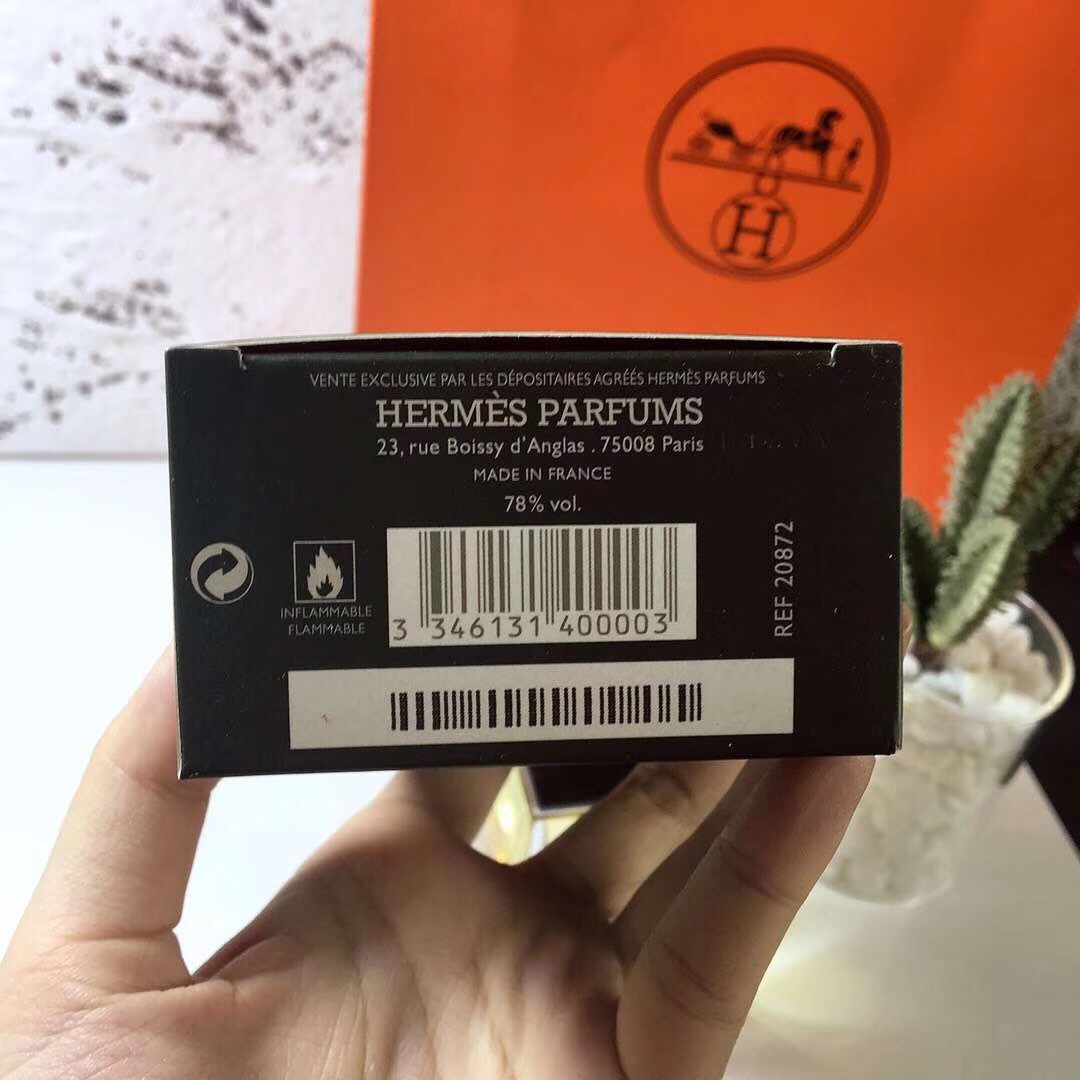 H
VENTE EXCLUSIVE PAR LES DÉPOSITAIRES AGRÉÉS HERMÈS PARFUMS
HERMÈS PARFUMS
23, rue Boissy d'Anglas . 75008 Paris
MADE IN FRANCE
78% vol.
INFLAMMABLE
FLAMMABLE
3 346131 400003
REF 20872